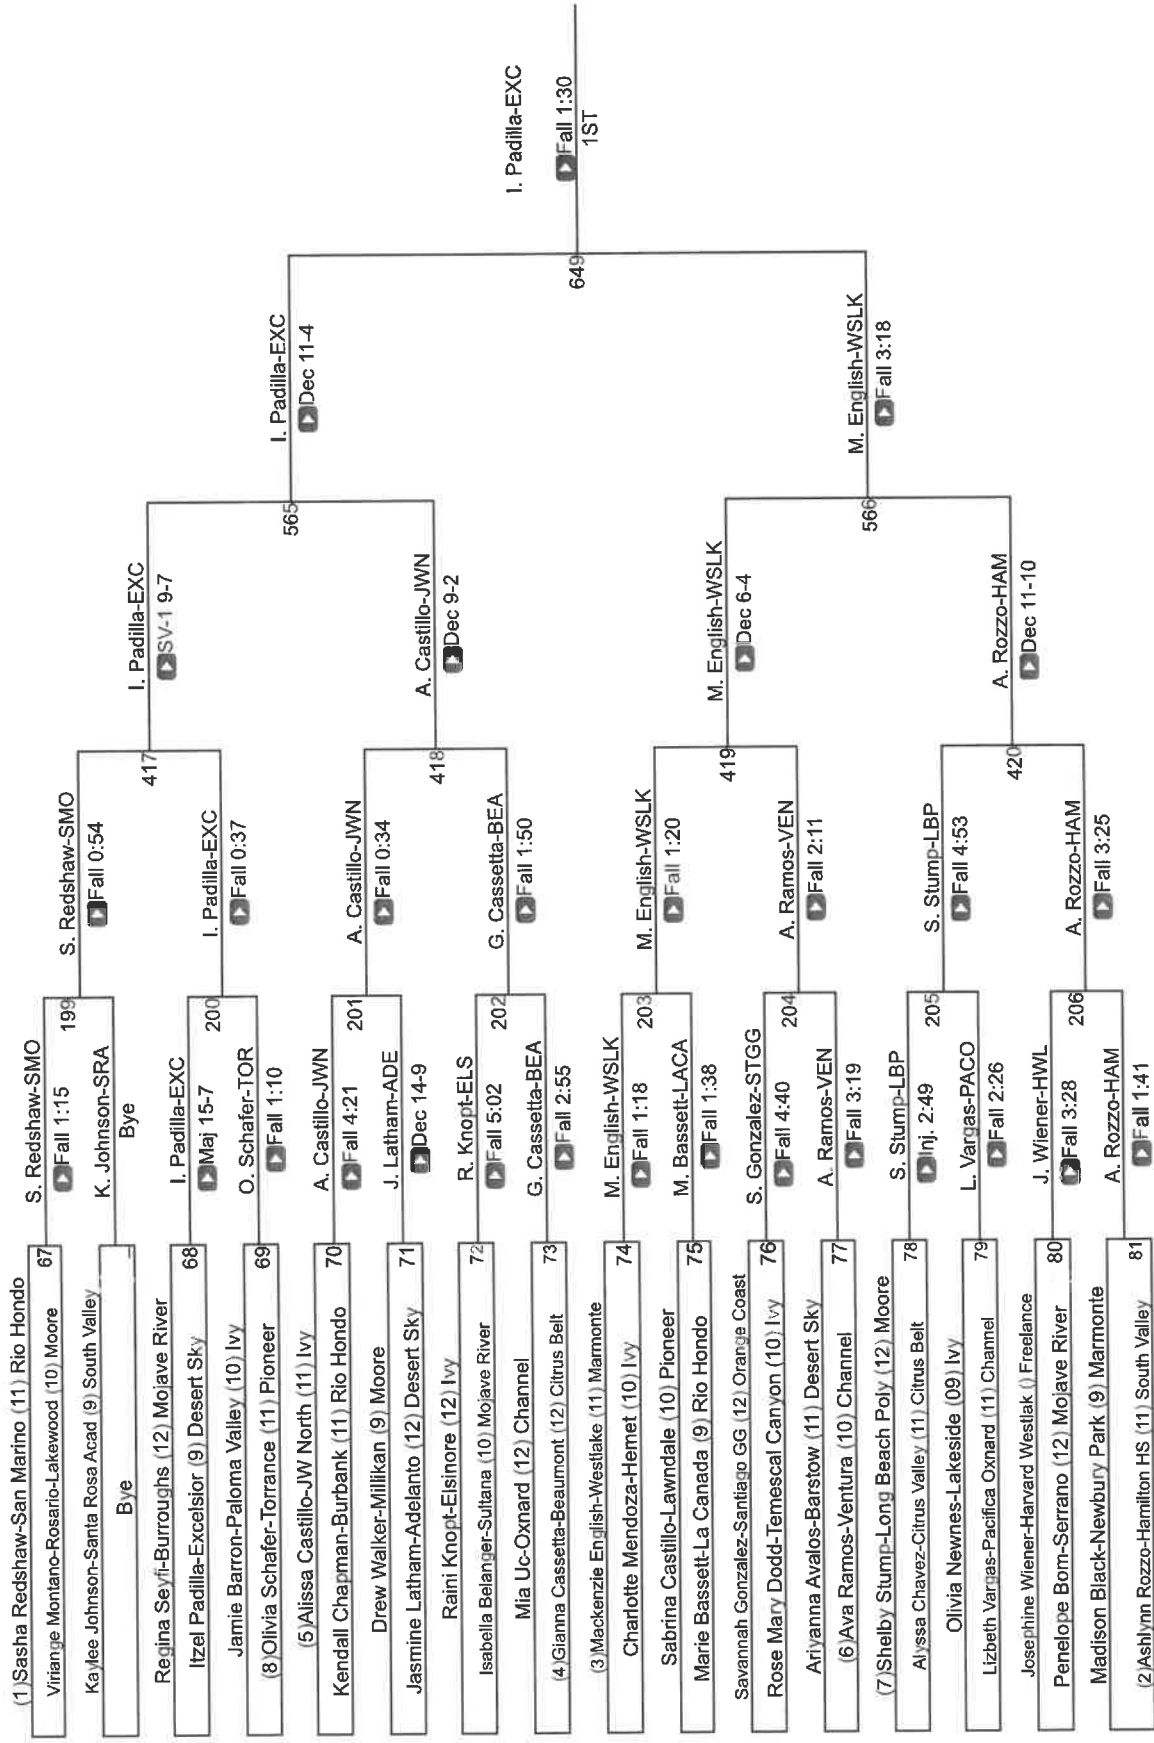 (1)Sasha Redshaw-San Marino (11) Rio Hondo
67
Viriange Montano-Rosario-Lakewood (10) Moore
Kaylee Johnson-Santa Rosa Acad (9) South Valley
Bye
Regina Seyfi-Burroughs (12) Mojave River
68
Itzel Padilla-Excelsior (9) Desert Sky
Jamie Barron-Paloma Valley (10) Ivy
69
(8)Olivia Schafer-Torrance (11) Pioneer
(5)Alissa Castillo-JW North (11) Ivy
70
Kendall Chapman-Burbank (11) Rio Hondo
Drew Walker-Millikan (9) Moore
71
Jasmine Latham-Adelanto (12) Desert Sky
Raini Knopt-Elsinore (12) Ivy
72
Isabella Belanger-Sultana (10) Mojave River
Mia Uc-Oxnard (12) Channel
73
(4)Gianna Cassetta-Beaumont (12) Citrus Belt
(3)Mackenzie English-Westlake (11) Marmonte
74
Charlotte Mendoza-Hemet (10) Ivy
Sabrina Castillo-Lawndale (10) Pioneer
75
Marie Bassett-La Canada (9) Rio Hondo
Savannah Gonzalez-Santiago GG (12) Orange Coast
76
Rose Mary Dodd-Temescal Canyon (10) Ivy
Ariyanna Avalos-Barstow (11) Desert Sky
77
(6)Ava Ramos-Ventura (10) Channel
(7)Shelby Stump-Long Beach Poly (12) Moore
78
Alyssa Chavez-Citrus Valley (11) Citrus Belt
Olivia Newnes-Lakeside (09) Ivy
79
Lizbeth Vargas-Pacifica Oxnard (11) Channel
Josephine Wiener-Harvard Westlak () Freelance
80
Penelope Born-Serrano (12) Mojave River
Madison Black-Newbury Park (9) Marmonte
81
(2)Ashlynn Rozzo-Hamilton HS (11) South Valley
S. Redshaw-SMO
Fall 1:15
199
K. Johnson-SRA
Bye
I. Padilla-EXC
Maj 15-7
200
O. Schafer-TOR
Fall 1:10
A. Castillo-JWN
Fall 4:21
201
J. Latham-ADE
Dec 14-9
R. Knopt-ELS
Fall 5:02
202
G. Cassetta-BEA
Fall 2:55
M. English-WSLK
Fall 1:18
203
M. Bassett-LACA
Fall 1:38
S. Gonzalez-STGG
Fall 4:40
204
A. Ramos-VEN
Fall 3:19
S. Stump-LBP
Inj. 2:49
205
L. Vargas-PACO
Fall 2:26
J. Wiener-HWL
Fall 3:28
206
A. Rozzo-HAM
Fall 1:41
S. Redshaw-SMO
Fall 0:54
417
I. Padilla-EXC
Fall 0:37
A. Castillo-JWN
Fall 0:34
418
G. Cassetta-BEA
Fall 1:50
M. English-WSLK
Fall 1:20
419
A. Ramos-VEN
Fall 2:11
S. Stump-LBP
Fall 4:53
420
A. Rozzo-HAM
Fall 3:25
I. Padilla-EXC
SV-1 9-7
565
A. Castillo-JWN
Dec 9-2
M. English-WSLK
Dec 6-4
566
A. Rozzo-HAM
Dec 11-10
I. Padilla-EXC
Dec 11-4
649
M. English-WSLK
Fall 3:18
I. Padilla-EXC
Fall 1:30
1ST